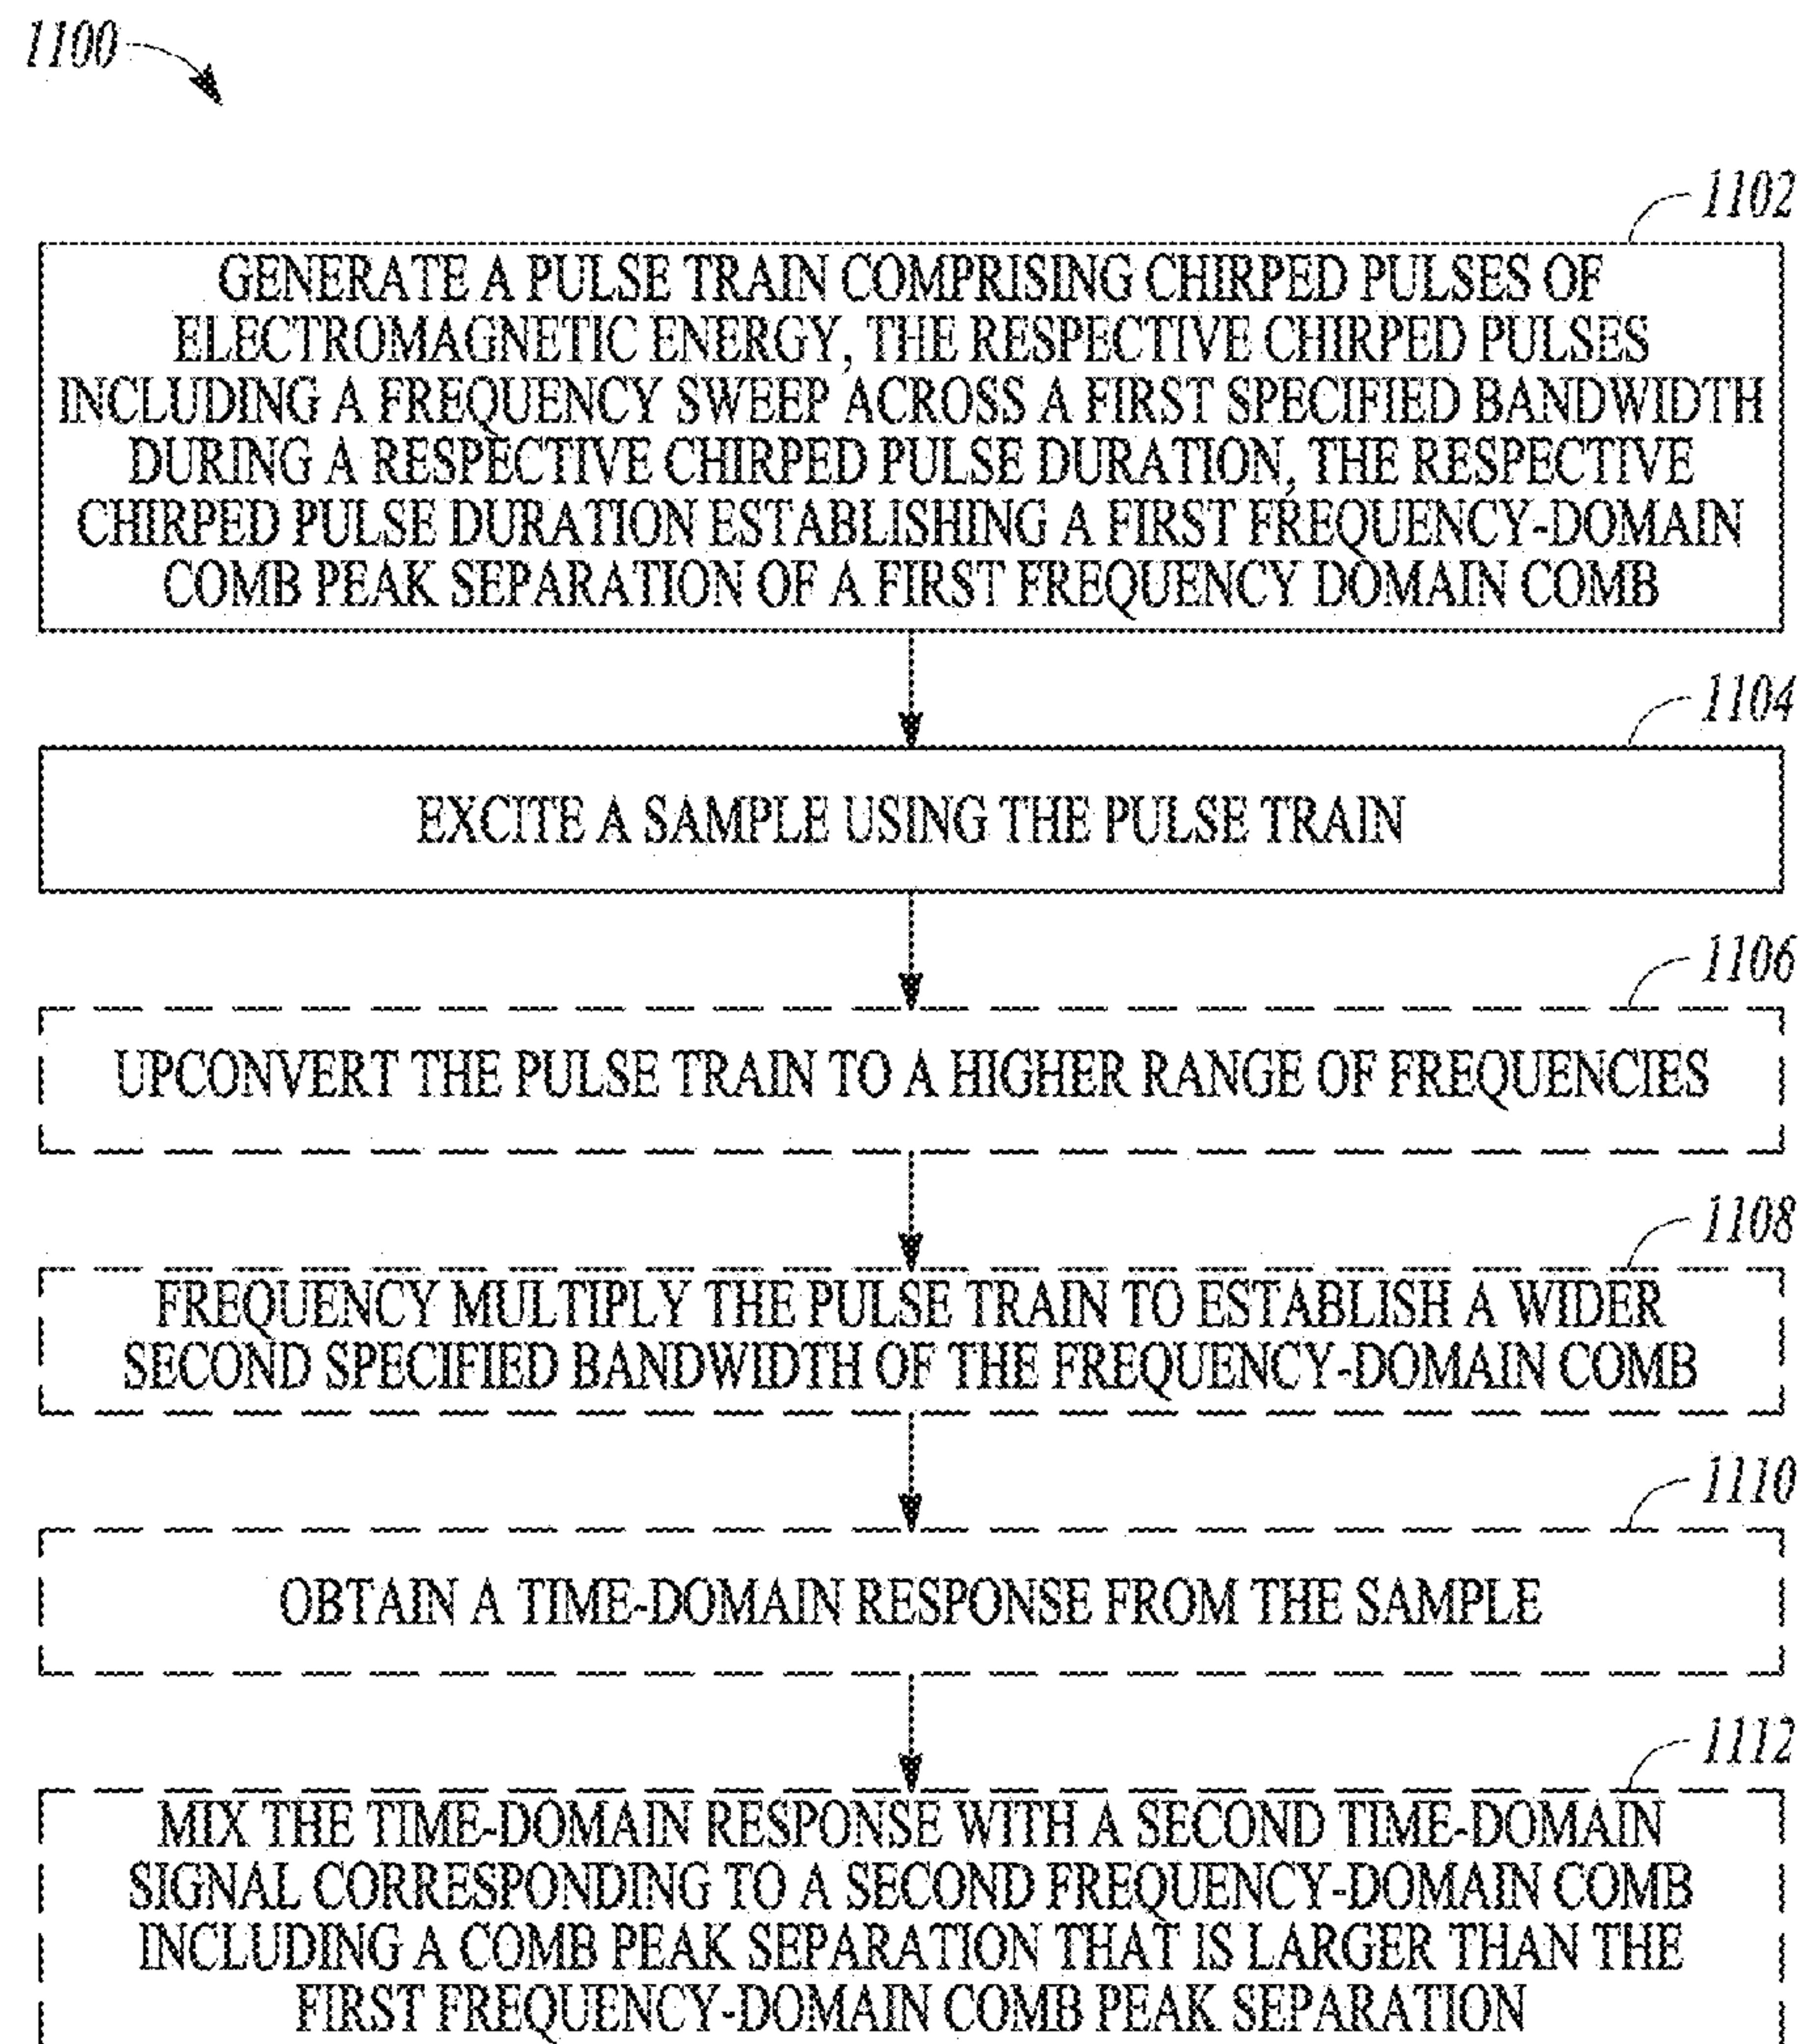 1100
1102
GENERATE A PULSE TRAIN COMPRISING CHIRPED PULSES OF
ELECTROMAGNETIC ENERGY, THE RESPECTIVE CHIRPED PULSES
INCLUDING A FREQUENCY SWEEP ACROSS A FIRST SPECIFIED BANDWIDTH
DURING A RESPECTIVE CHIRPED PULSE DURATION, THE RESPECTIVE
CHIRPED PULSE DURATION ESTABLISHING A FIRST FREQUENCY-DOMAIN
COMB PEAK SEPARATION OF A FIRST FREQUENCY DOMAIN COMB
1104
EXCITE A SAMPLE USING THE PULSE TRAIN
1106
UPCONVERT THE PULSE TRAIN TO A HIGHER RANGE OF FREQUENCIES
1108
FREQUENCY MULTIPLY THE PULSE TRAIN TO ESTABLISH A WIDER
SECOND SPECIFIED BANDWIDTH OF THE FREQUENCY-DOMAIN COMB
1110
OBTAIN A TIME-DOMAIN RESPONSE FROM THE SAMPLE
1112
MIX THE TIME-DOMAIN RESPONSE WITH A SECOND TIME-DOMAIN
SIGNAL CORRESPONDING TO A SECOND FREQUENCY-DOMAIN COMB
INCLUDING A COMB PEAK SEPARATION THAT IS LARGER THAN THE
FIRST FREQUENCY-DOMAIN COMB PEAK SEPARATION